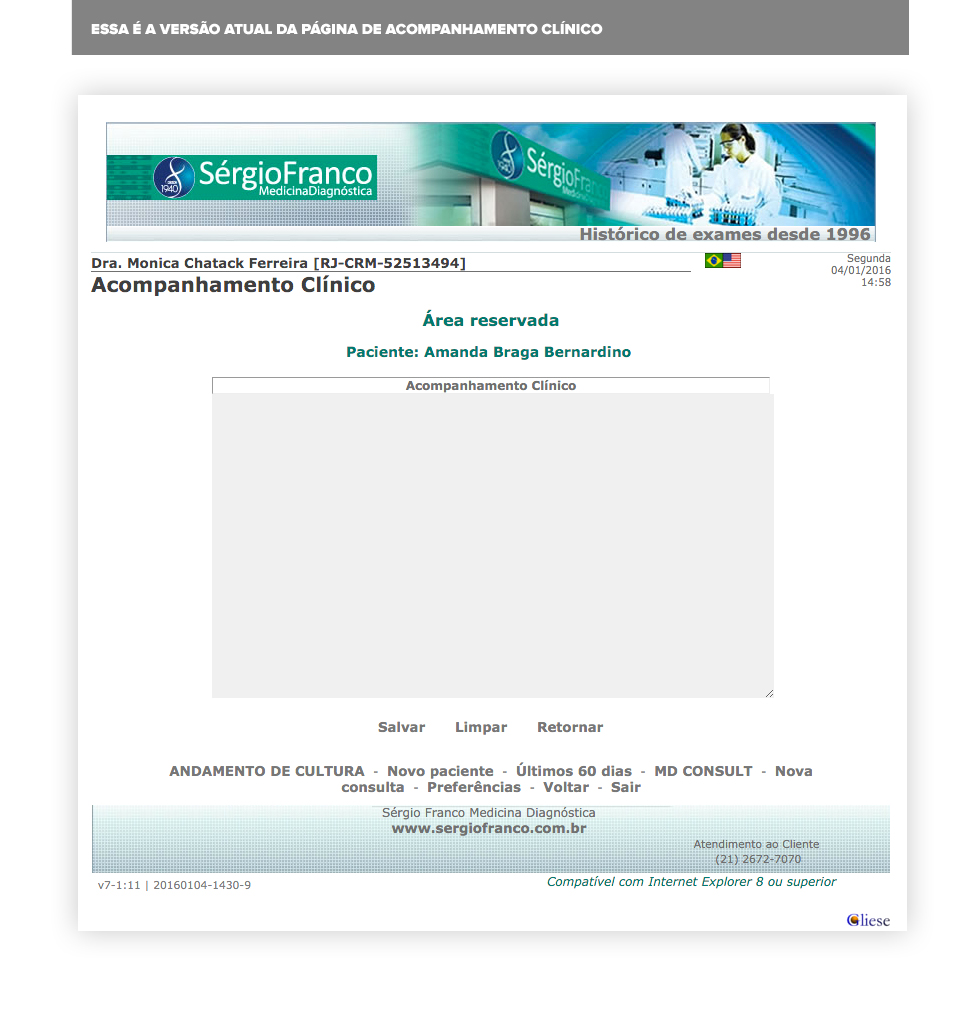 ESSA É A VERSÃO ATUAL DA PÁGINA DE ACOMPANHAMENTO CLÍNICO
DESDE
1940
SérgioFranco
MedicinaDiagnóstica
1940
SérgioFranco
Histórico de exames desde 1996
Dra. Monica Chatack Ferreira [RJ-CRM-52513494]
Segunda
04/01/2016
14:58
Acompanhamento Clínico
Área reservada
Paciente: Amanda Braga Bernardino
Acompanhamento Clínico
Salvar Limpar Retornar
ANDAMENTO DE CULTURA - Novo paciente - Últimos 60 dias - MD CONSULT - Nova
consulta - Preferências - Voltar - Sair
Sérgio Franco Medicina Diagnóstica
www.sergiofranco.com.br
Atendimento ao Cliente
(21) 2672-7070
v7-1:11 | 20160104-1430-9
Compatível com Internet Explorer 8 ou superior
Gliese